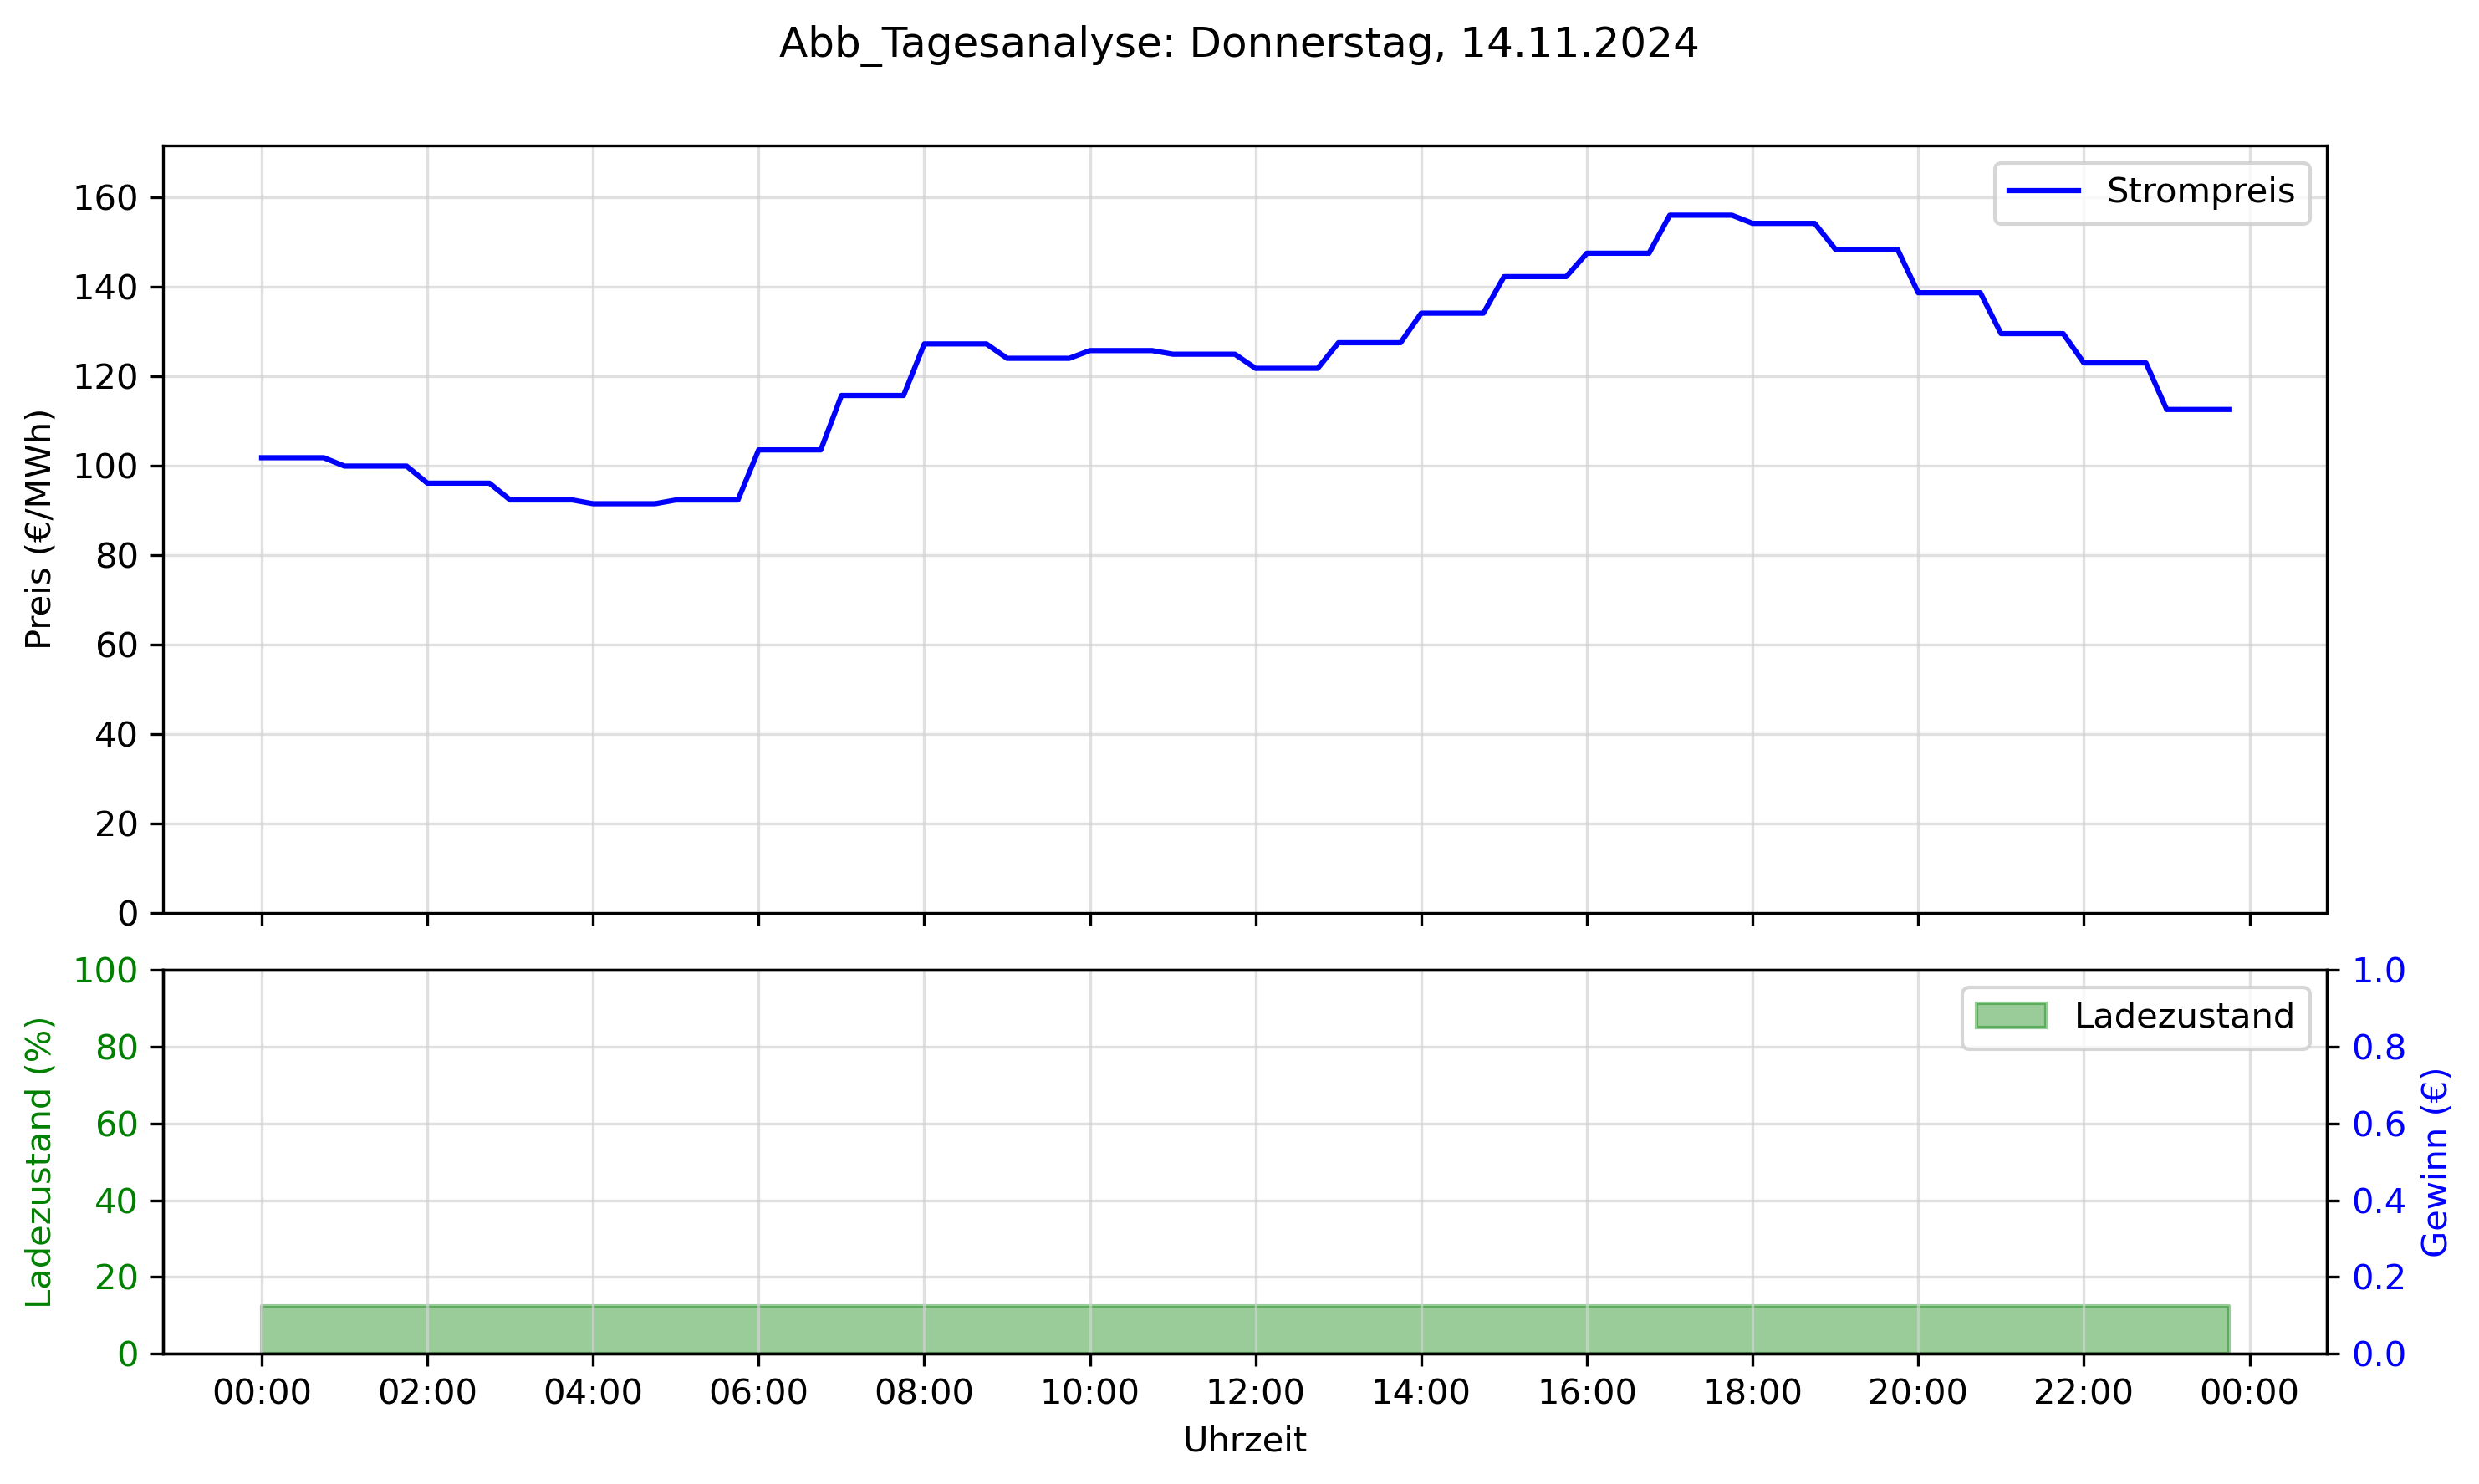 Abb_Tagesanalyse: Donnerstag, 14.11.2024
Preis (€/MWh)
160
140
120
100
80
60
40
20
0
Strompreis
Ladezustand (%)
100
80
60
40
20
0
Ladezustand
1.0
0.8
0.6
0.4
0.2
0.0
Gewinn (€)
00:00 02:00 04:00 06:00 08:00 10:00 12:00 14:00 16:00 18:00 20:00 22:00 00:00
Uhrzeit